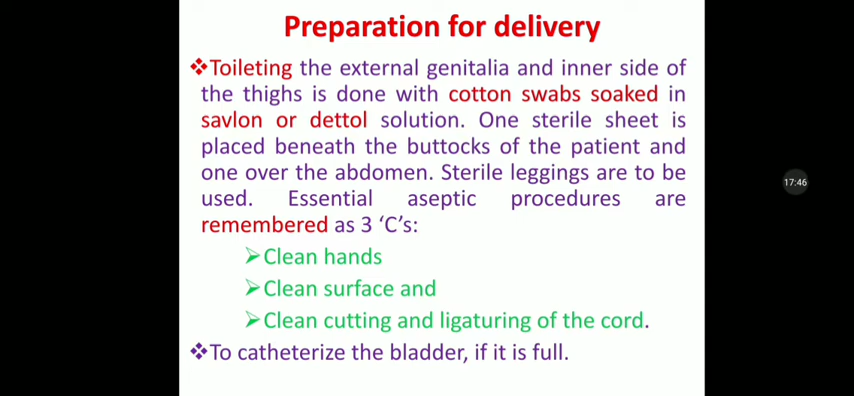 Preparation for delivery
❖Toileting the external genitalia and inner side of
the thighs is done with cotton swabs soaked in
savlon or dettol solution. One sterile sheet is
placed beneath the buttocks of the patient and
one over the abdomen. Sterile leggings are to be
used. Essential aseptic procedures are
remembered as 3 ‘C’s:
➢Clean hands
➢Clean surface and
➢Clean cutting and ligaturing of the cord.
❖To catheterize the bladder, if it is full.
17:46